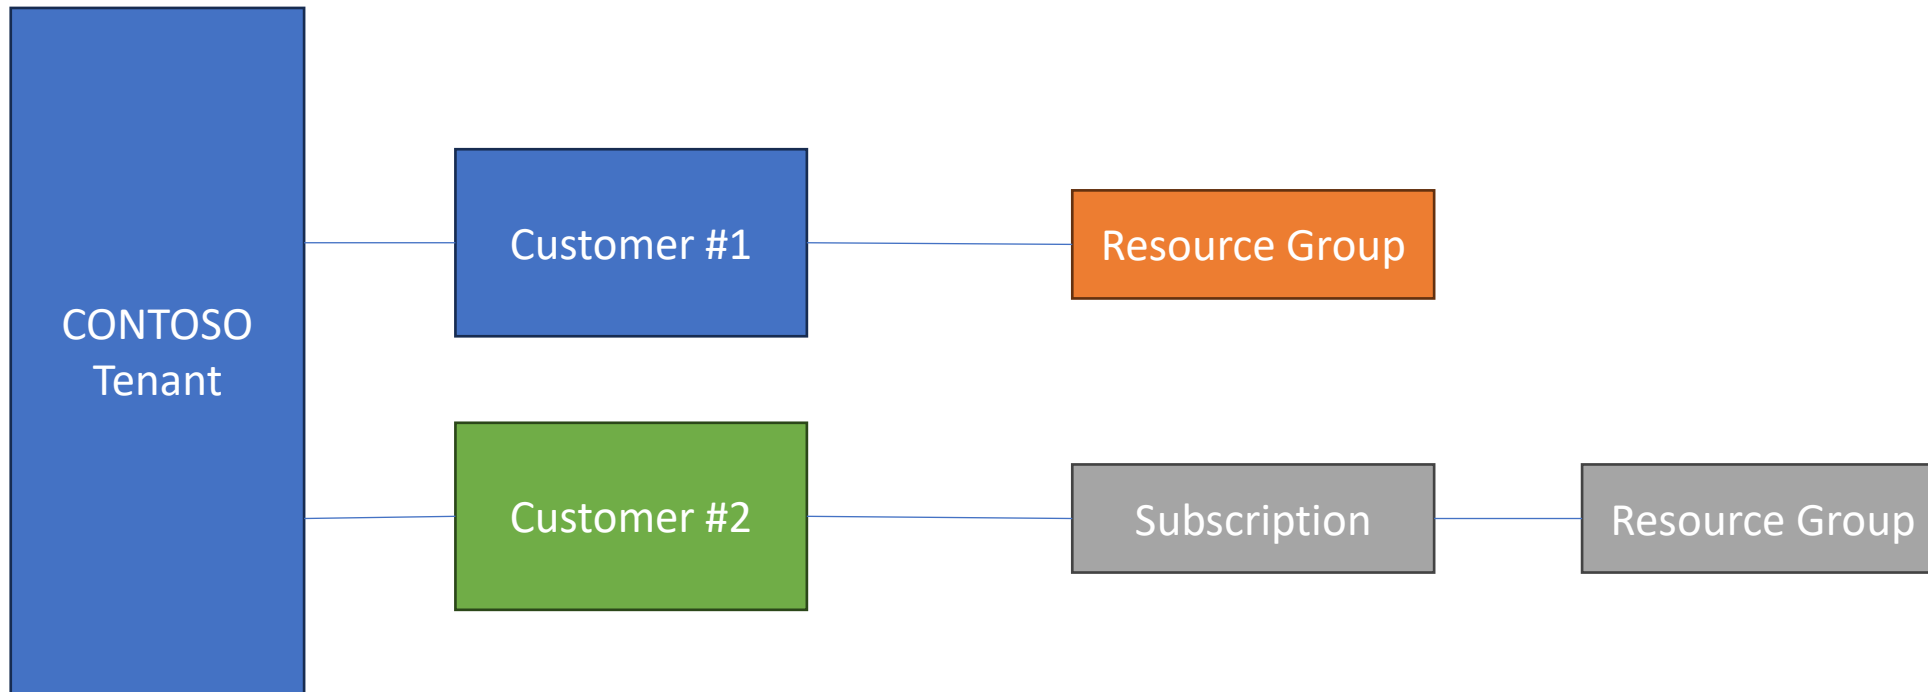 CONTOSO
Tenant
Customer #1
Resource Group
Customer #2
Subscription
Resource Group